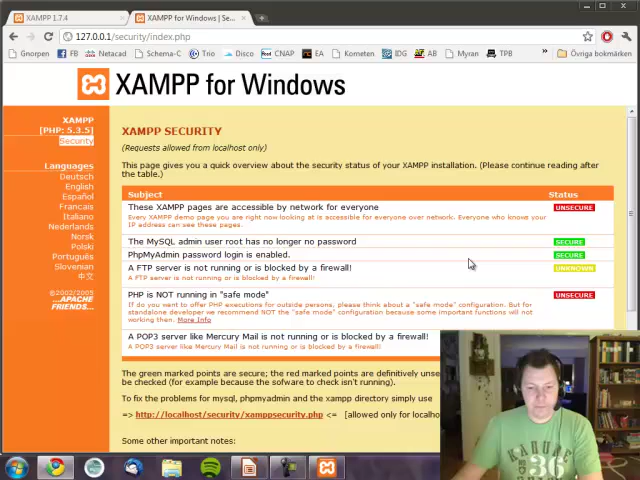 XAMPP 1.7.4
XAMPP for Windows | Se...
127.0.0.1/security/index.php
Gnorpen
FB
Facebook
Sök-Schenker
Trio
Disco
CNAP
EA
Kometen
IDG
AB
Myran
TPB
»
Övriga bokmärken
XAMPP for Windows
XAMPP
[PHP: 5.3.5]
Security
Languages
Deutsch
English
Español
Francais
Italiano
Nederlands
Norsk
Polski
Português
Slovenian
中文
©2002/2005
...APACHE
FRIENDS...
XAMPP SECURITY
(Requests allowed from localhost only)
This page gives you a quick overview about the security status of your XAMPP installation. (Please continue reading after
the table.)
Subject Status
These XAMPP pages are accessible by network for everyone UNSECURE
Every XAMPP demo page you are right now looking at is accessible for everyone over network. Everyone who knows your
IP address can see these pages.
The MySQL admin user root has no longer no password SECURE
PhpMyAdmin password login is enabled. SECURE
A FTP server is not running or is blocked by a firewall! UNKNOWN
A FTP server is not running or is blocked by a firewall!
PHP is NOT running in "safe mode" UNSECURE
If do you want to offer PHP executions for outside persons, please think about a "safe mode" configuration. But for
standalone developer we recommend NOT the "safe mode" configuration because some important functions will not
working then. More Info
A POP3 server like Mercury Mail is not running or is blocked by a firewall!
A POP3 server like Mercury Mail is not running or is blocked by a firewall!
The green marked points are secure; the red marked points are definitively unse
be checked (for example because the sofware to check isn't running).
To fix the problems for mysql, phpmyadmin and the xampp directory simply use
=> http://localhost/security/xamppsecurity.php <= [allowed only for localho
Some other important notes:
36